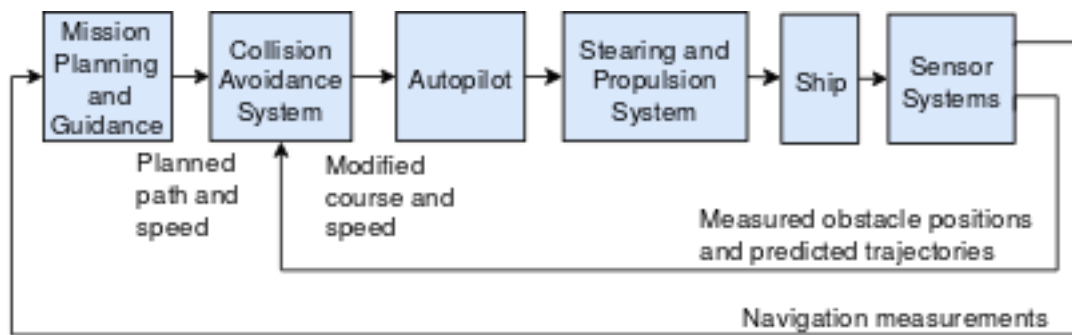 Mission
Planning
and
Guidance
Collision
Avoidance
System
Autopilot
Stearing and
Propulsion
System
Ship
Sensor
Systems
Planned
path and
speed
Modified
course and
speed
Measured obstacle positions
and predicted trajectories
Navigation measurements